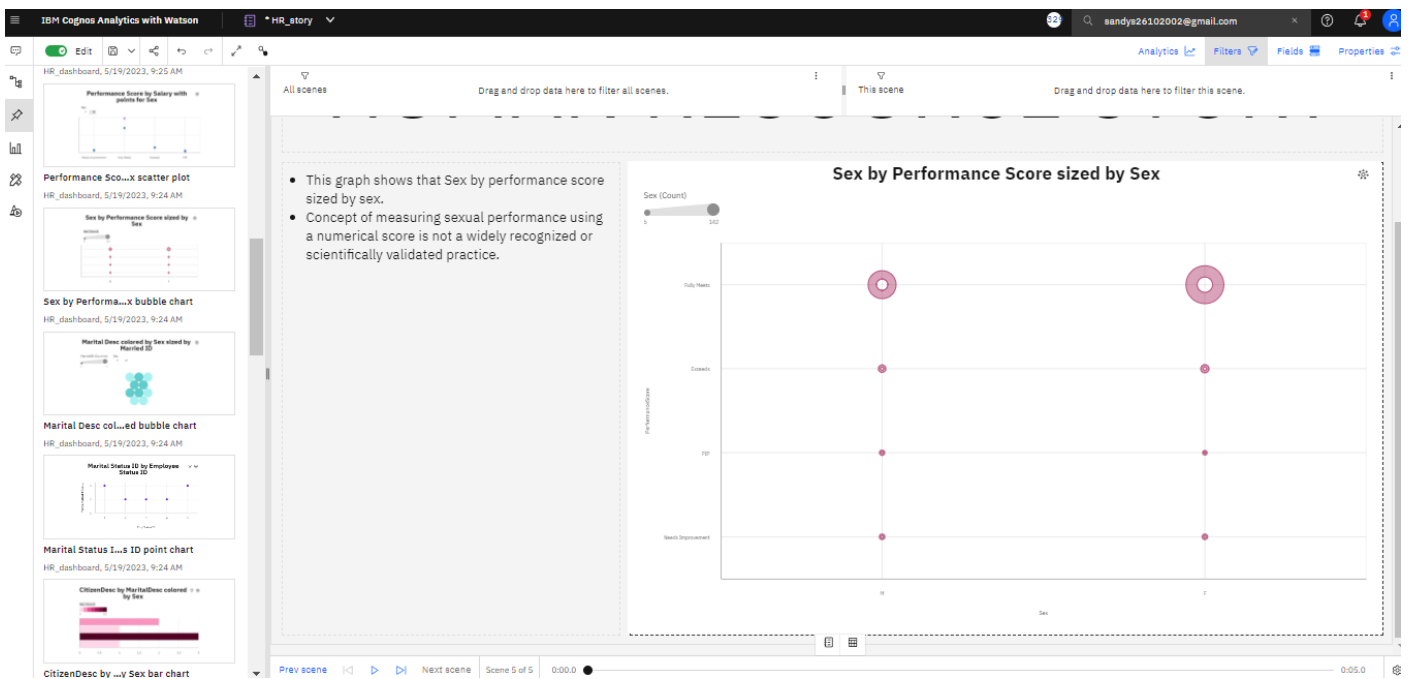 IBM Cognos Analytics with Watson
* HR_story
sandys26102002@gmail.com
Edit
Analytics
Filters
Fields
Properties
HR_dashboard, 5/19/2023, 9:25 AM
Performance Score by Salary with
points for Sex
Performance Sco...x scatter plot
HR_dashboard, 5/19/2023, 9:24 AM
Sex by Performance Score sized by
Sex
Sex by Performa...x bubble chart
HR_dashboard, 5/19/2023, 9:24 AM
Marital Desc colored by Sex sized by
Married ID
Marital Desc col...ed bubble chart
HR_dashboard, 5/19/2023, 9:24 AM
Marital Status ID by Employee
Status ID
Marital Status I...s ID point chart
HR_dashboard, 5/19/2023, 9:24 AM
CitizenDesc by MaritalDesc colored
by Sex
CitizenDesc by ...y Sex bar chart
All scenes
Drag and drop data here to filter all scenes.
This scene
Drag and drop data here to filter this scene.
This graph shows that Sex by performance score
sized by sex.
Concept of measuring sexual performance using
a numerical score is not a widely recognized or
scientifically validated practice.
Sex by Performance Score sized by Sex
Sex (Count)
Fully Meets
Exceeds
PIP
Needs Improvement
PerformanceScore
M
F
Sex
Prev scene
Next scene
Scene 5 of 5
0:00.0
0:05.0